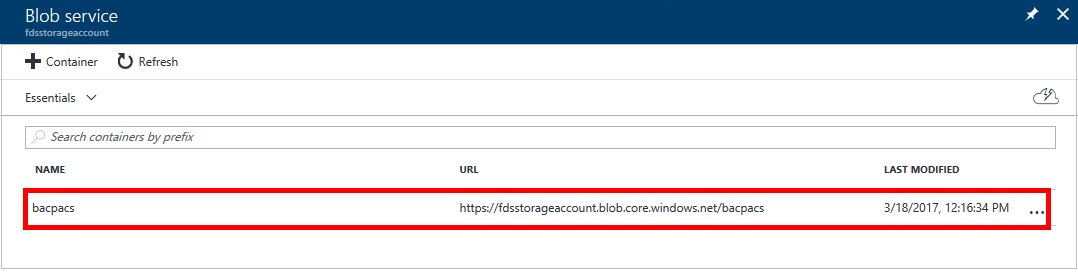 Blob service
fdsstorageaccount
Container Refresh
Essentials
Search containers by prefix
NAME URL LAST MODIFIED
bacpacs https://fdsstorageaccount.blob.core.windows.net/bacpacs 3/18/2017, 12:16:34 PM ...